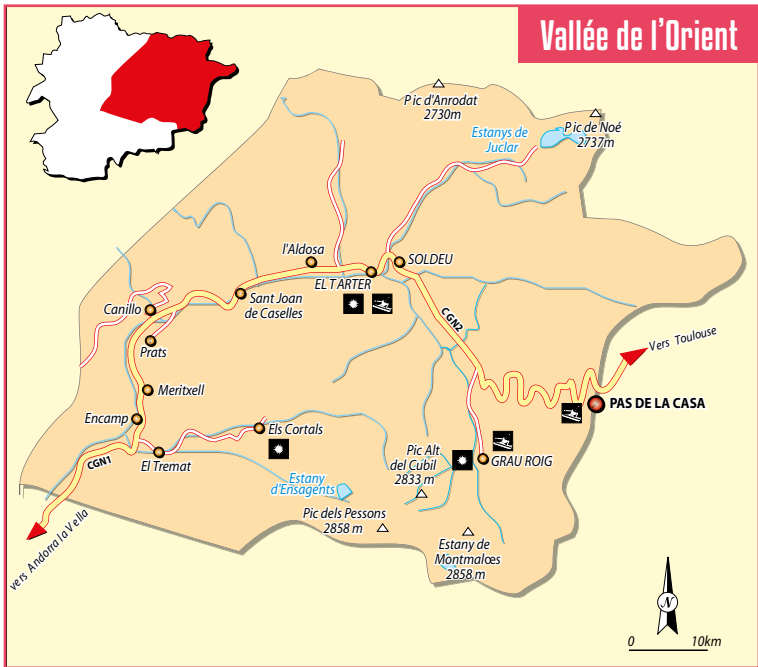 Vallée de l'Orient
Pic d'Anrodat
2730m
Estanys de
Juclar
Pic de Noé
2737m
l'Aldosa
SOLDEU
EL TARTER
Sant Joan
de Caselles
Canillo
CGN2
Prats
Vers Toulouse
Meritxell
PAS DE LA CASA
Encamp
Els Cortals
CGN1
El Tremat
Pic Alt
del Cubil
2833 m
GRAU ROIG
Estany
d'Ensagents
Pic dels Pessons
2858 m
Estany de
Montmalœs
2858 m
vers Andorra la Vella
N
0 10km